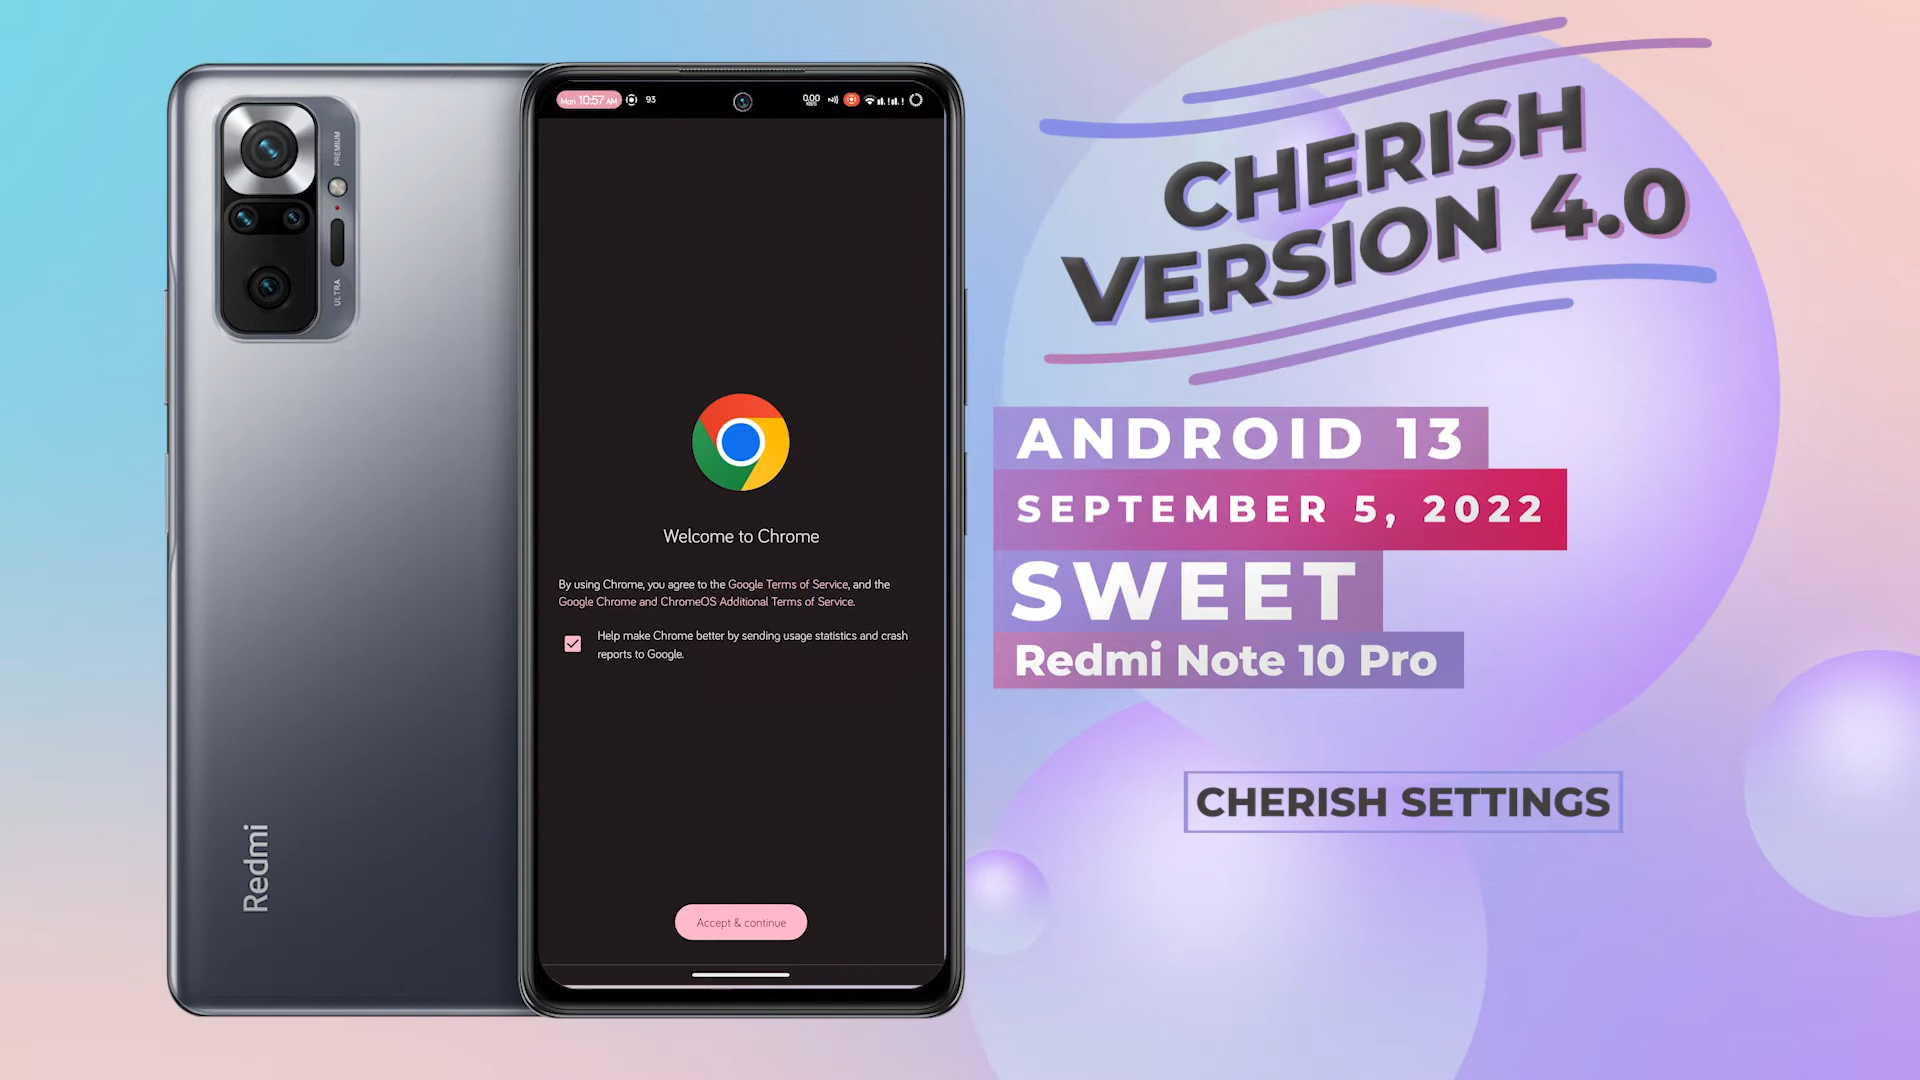 PREMIUM
ULTRA
Redmi
Mon 10:57 AM
93
0.00
KB/S
Welcome to Chrome
By using Chrome, you agree to the Google Terms of Service, and the
Google Chrome and ChromeOS Additional Terms of Service.
Help make Chrome better by sending usage statistics and crash
reports to Google.
Accept & continue
CHERISH
VERSION 4.0
ANDROID 13
SEPTEMBER 5, 2022
SWEET
Redmi Note 10 Pro
CHERISH SETTINGS